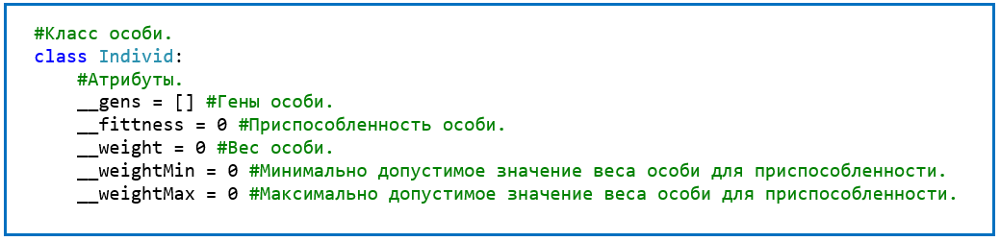 #Класс особи.
class Individ:
    #Атрибуты.
    __gens = [] #Гены особи.
    __fittness = 0 #Приспособленность особи.
    __weight = 0 #Вес особи.
    __weightMin = 0 #Минимально допустимое значение веса особи для приспособленности.
    __weightMax = 0 #Максимально допустимое значение веса особи для приспособленности.